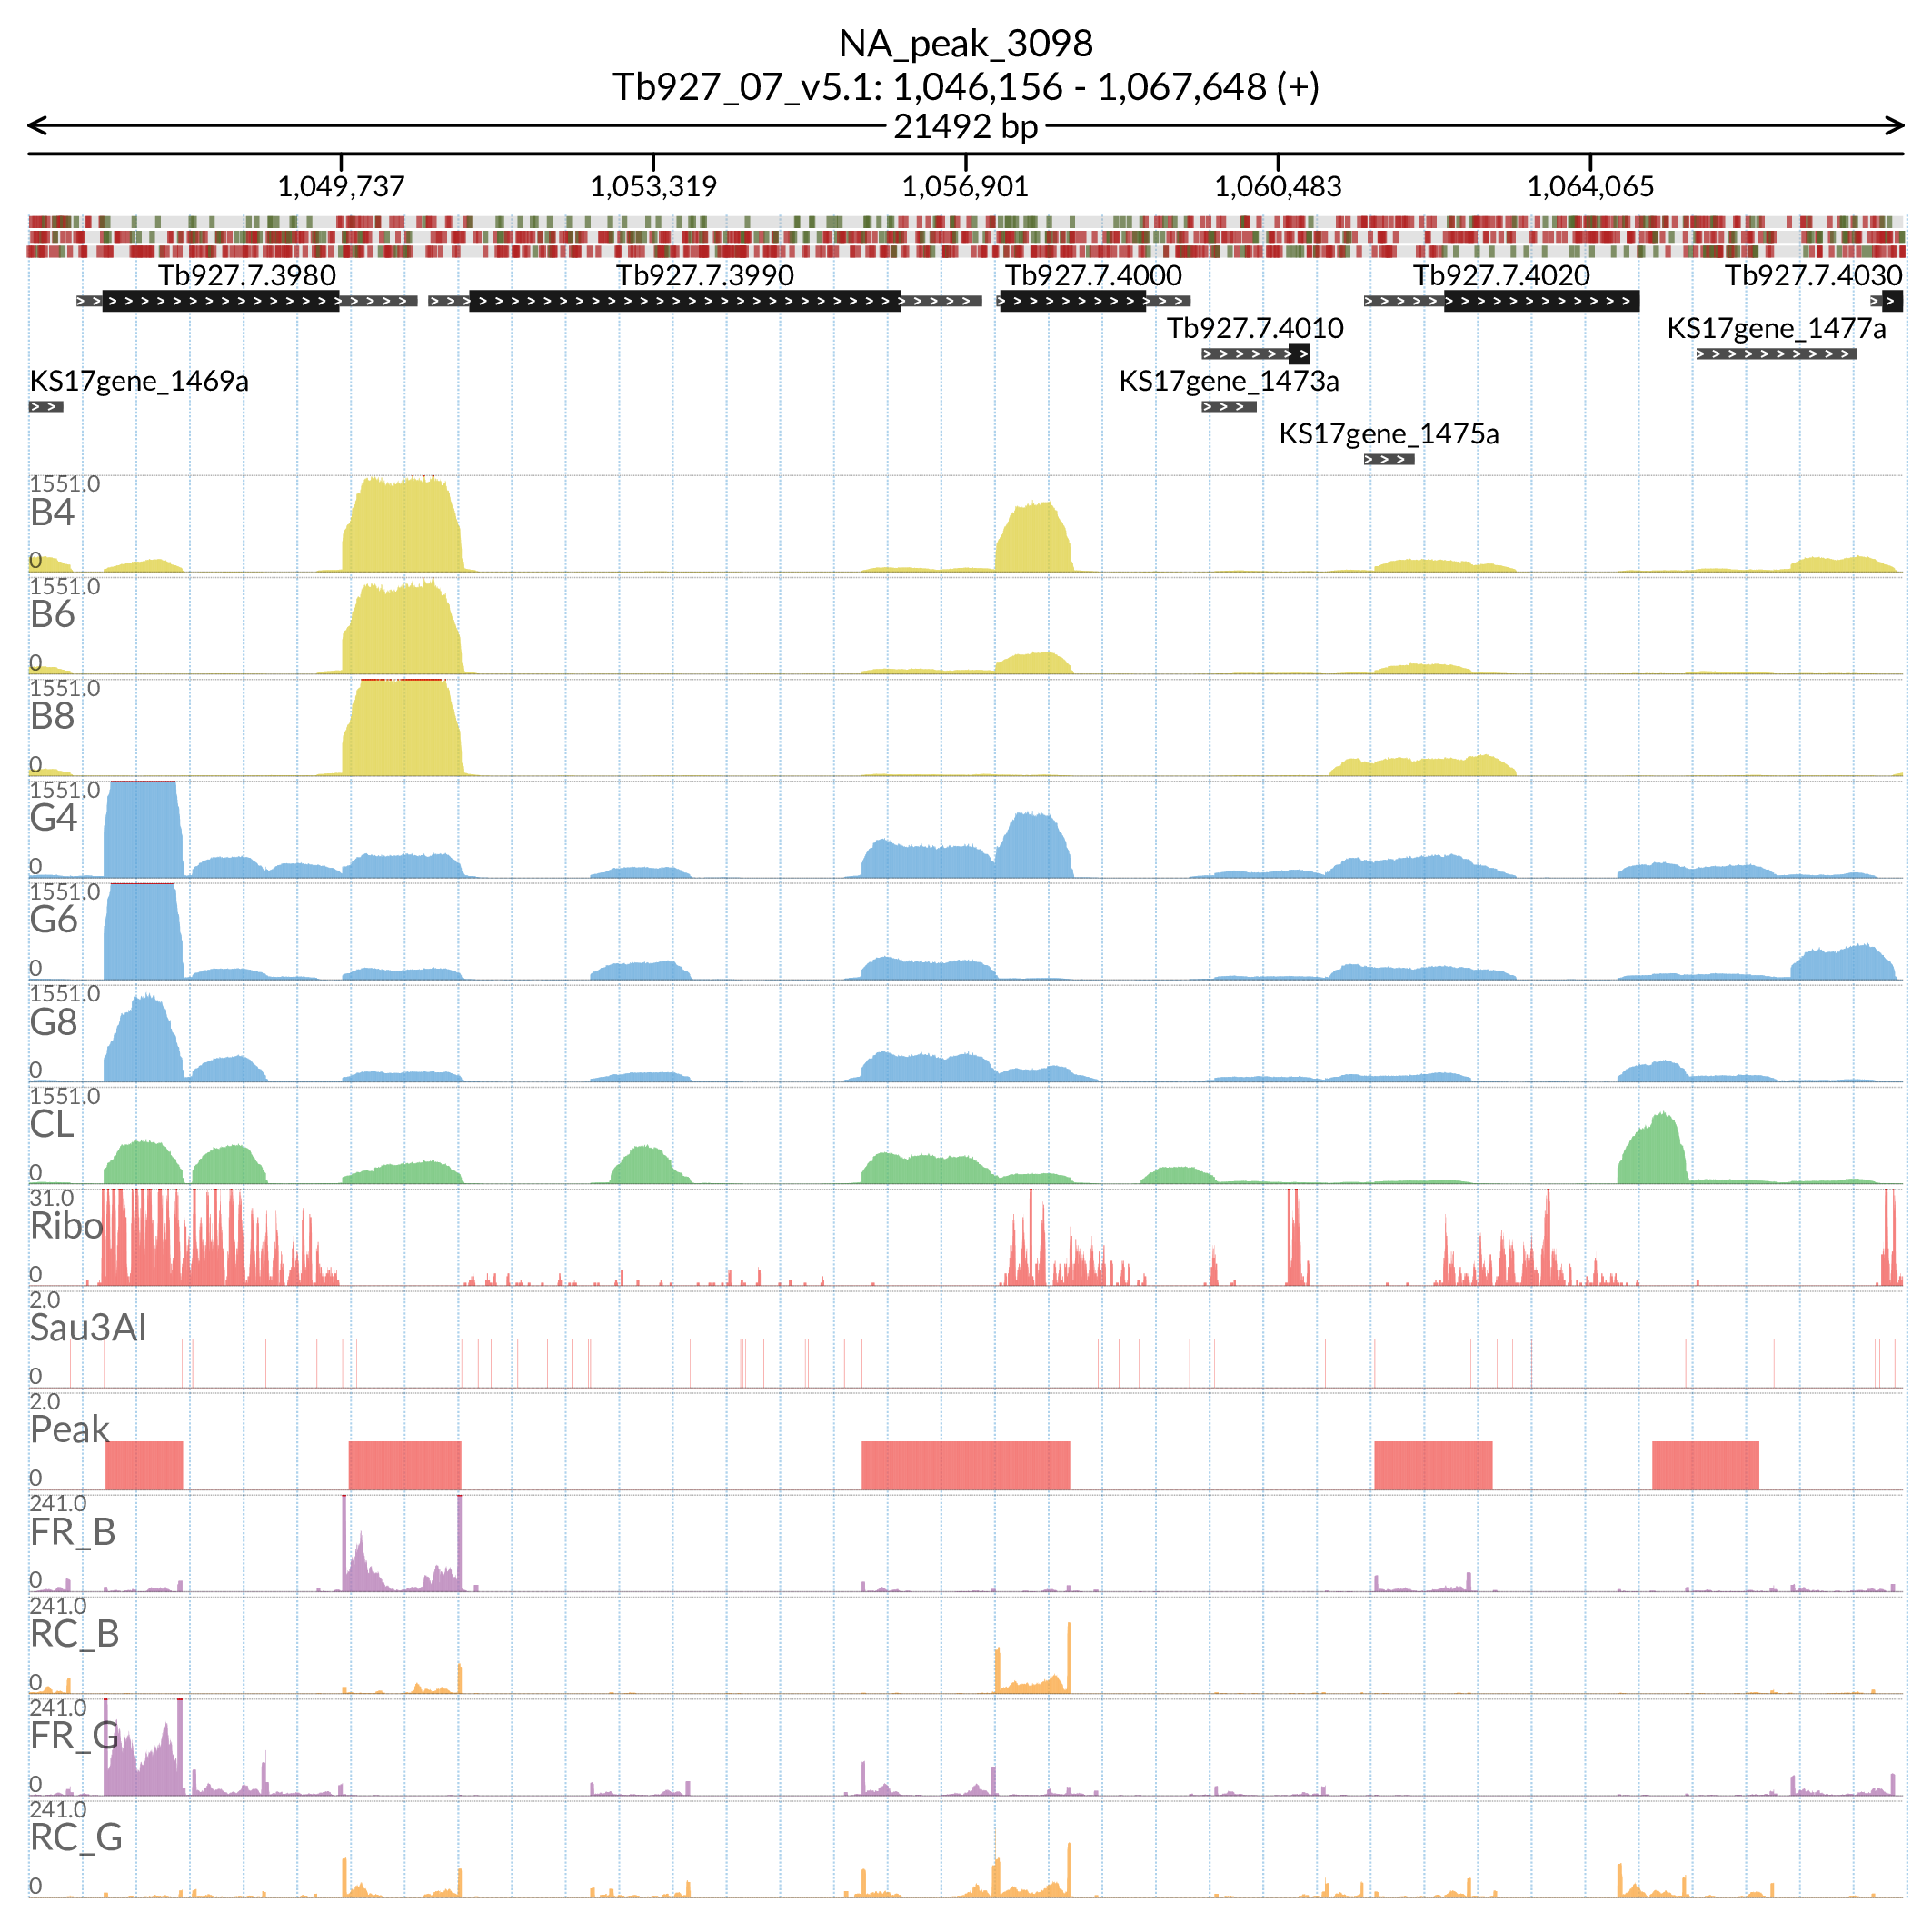 NA_peak_3098
Tb927_07_v5.1: 1,046,156 - 1,067,648 (+)
21492 bp
1,049,737 1,053,319 1,056,901 1,060,483 1,064,065
Tb927.7.3980 Tb927.7.3990 Tb927.7.4000 Tb927.7.4020 Tb927.7.4030
Tb927.7.4010 KS17gene_1477a
KS17gene_1469a KS17gene_1473a
KS17gene_1475a
1551.0
B4
0
1551.0
B6
0
1551.0
B8
0
1551.0
G4
0
1551.0
G6
0
1551.0
G8
0
1551.0
CL
0
31.0
Ribo
0
2.0
Sau3AI
0
2.0
Peak
0
241.0
FR_B
0
241.0
RC_B
0
241.0
FR_G
0
241.0
RC_G
0